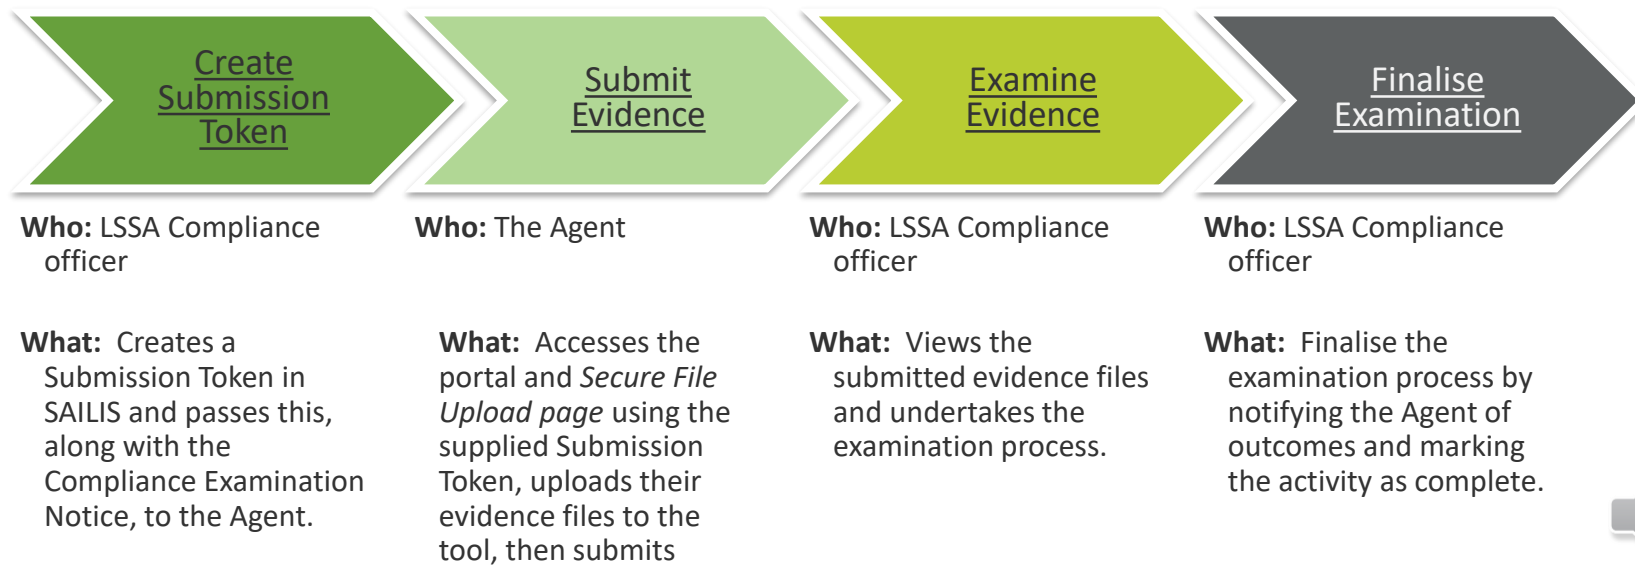 Create
Submission
Token
Submit
Evidence
Examine
Evidence
Finalise
Examination
Who: LSSA Compliance
officer
What:  Creates a
Submission Token in
SAILIS and passes this,
along with the
Compliance Examination
Notice, to the Agent.
Who: The Agent
What:  Accesses the
portal and Secure File
Upload page using the
supplied Submission
Token, uploads their
evidence files to the
tool, then submits
Who: LSSA Compliance
officer
What:  Views the
submitted evidence files
and undertakes the
examination process.
Who: LSSA Compliance
officer
What:  Finalise the
examination process by
notifying the Agent of
outcomes and marking
the activity as complete.